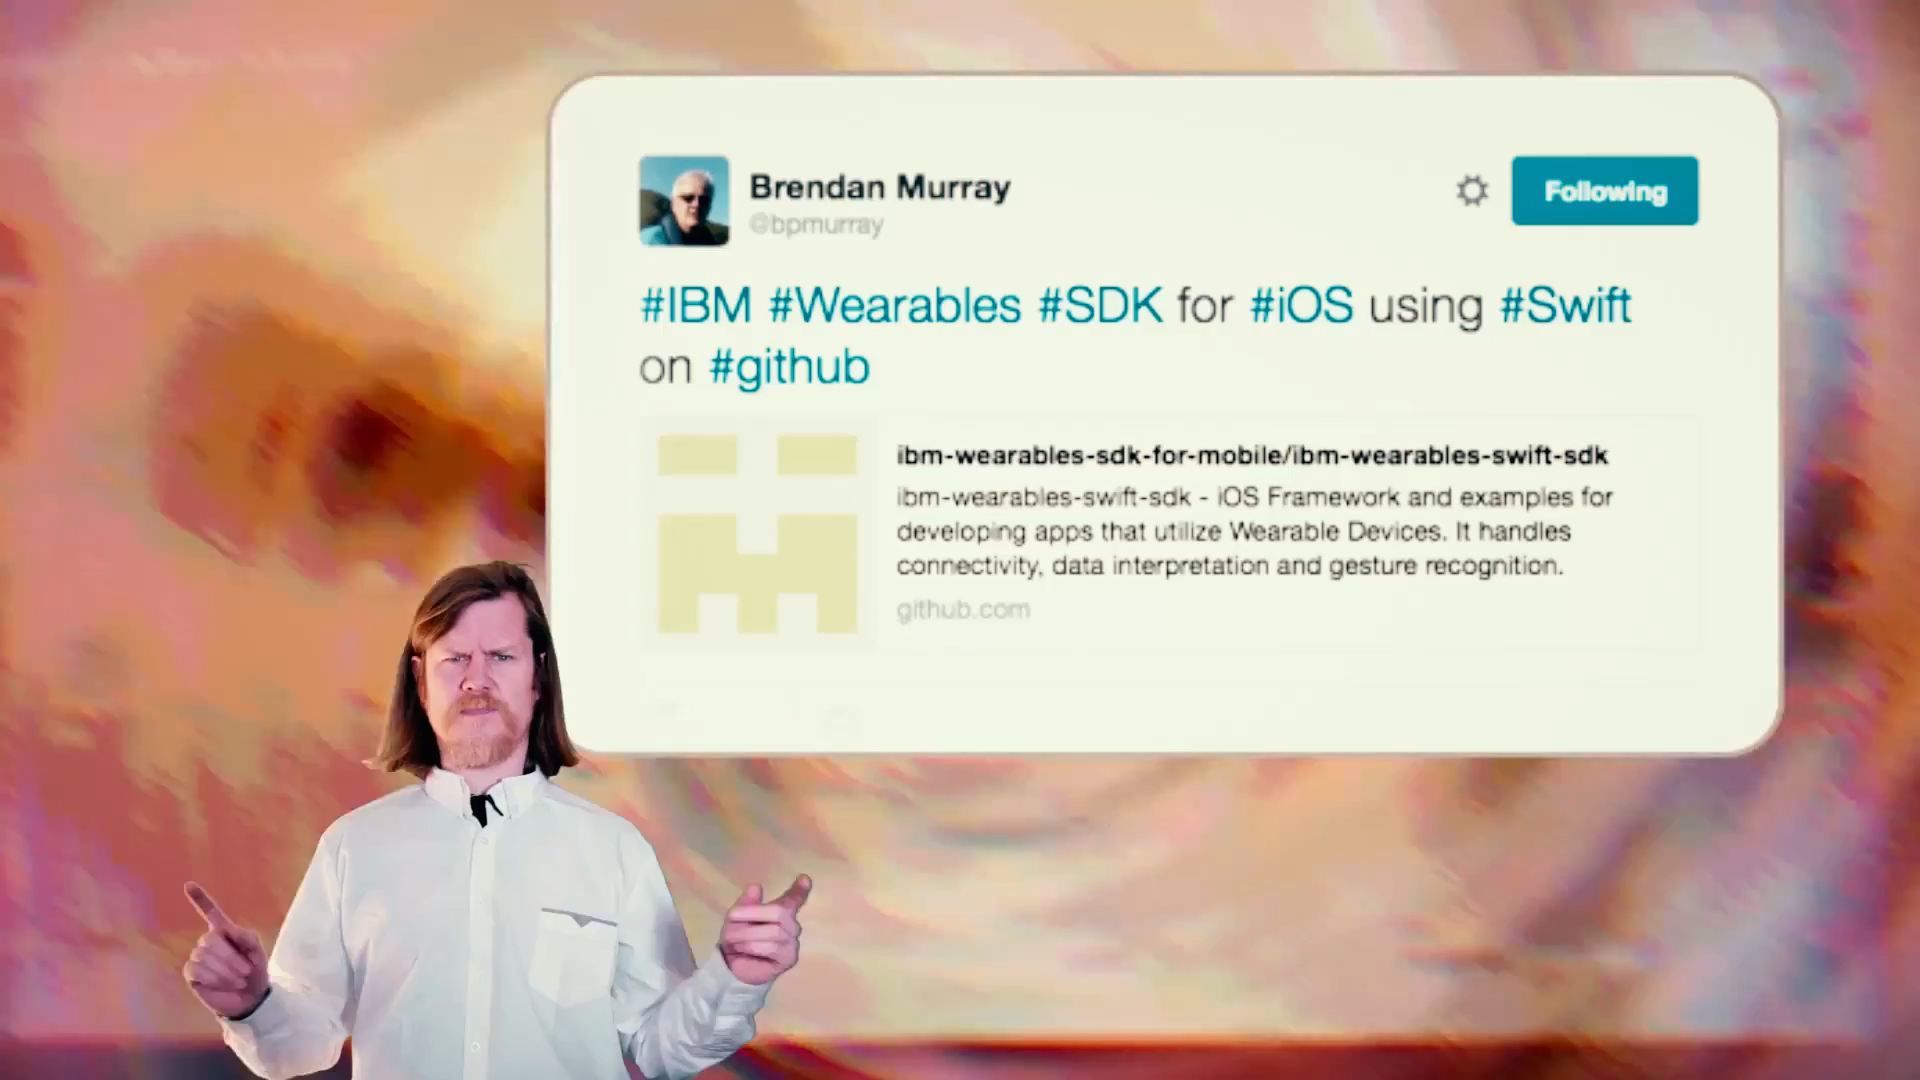 Brendan Murray
@bpmurray
Following
#IBM #Wearables #SDK for #iOS using #Swift
on #github
ibm-wearables-sdk-for-mobile/ibm-wearables-swift-sdk
ibm-wearables-swift-sdk - iOS Framework and examples for
developing apps that utilize Wearable Devices. It handles
connectivity, data interpretation and gesture recognition.
github.com